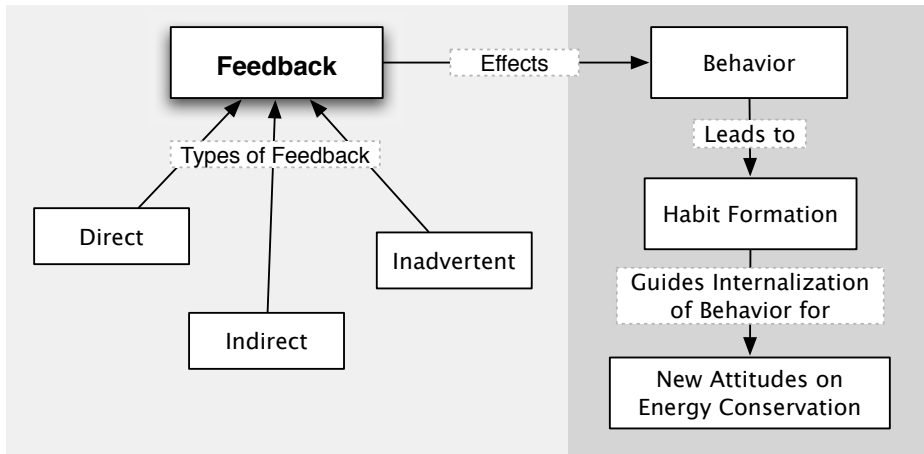 Feedback
Effects
Behavior
Types of Feedback
Leads to
Direct
Inadvertent
Indirect
Habit Formation
Guides Internalization
of Behavior for
New Attitudes on
Energy Conservation